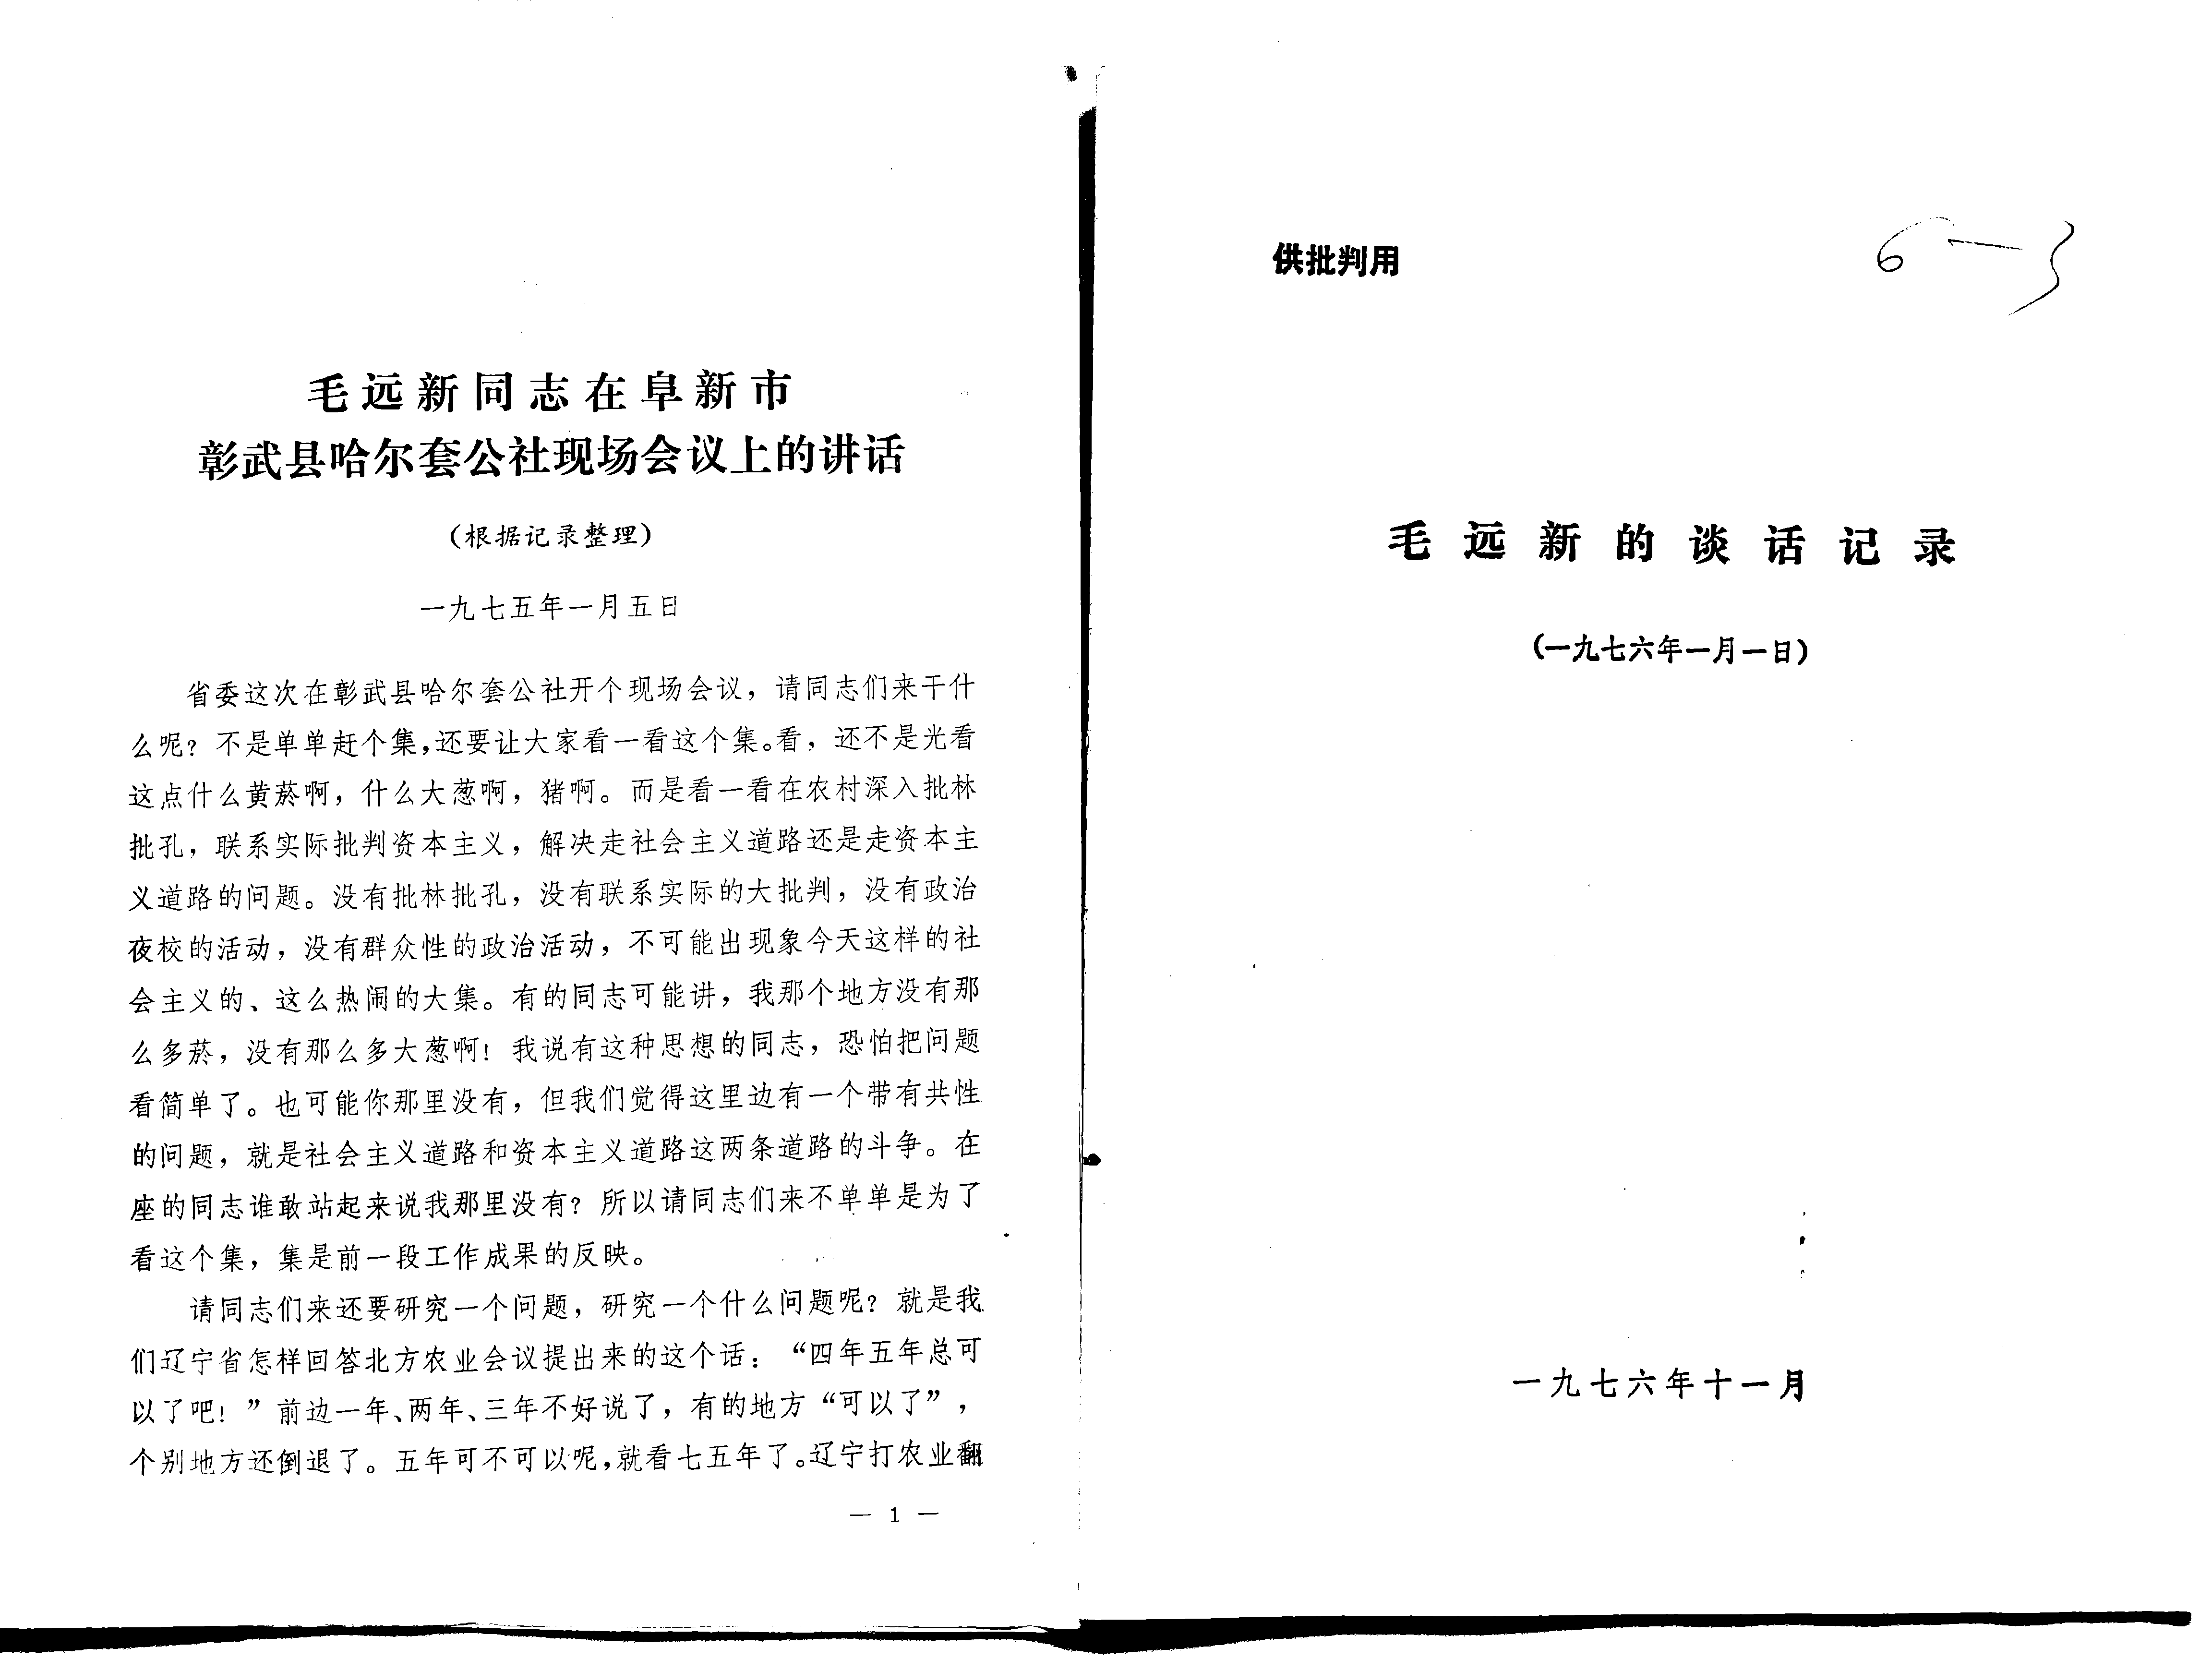 毛远新同志在阜新市
彰武县哈尔套公社现场会议上的讲话
(根据记录整理)
一九七五年一月五日
省委这次在彰武县哈尔套公社开个现场会议，请同志们来干什
么呢？不是单单赶个集，还要让大家看一看这个集。看，还不是光看
这点什么黄菸啊，什么大葱啊，猪啊。而是看一看在农村深入批林
批孔，联系实际批判资本主义，解决走社会主义道路还是走资本主
义道路的问题。没有批林批孔，没有联系实际的大批判，没有政治
夜校的活动，没有群众性的政治活动，不可能出现象今天这样的社
会主义的、这么热闹的大集。有的同志可能讲，我那个地方没有那
么多菸，没有那么多大葱啊！我说有这种思想的同志，恐怕把问题
看简单了。也可能你那里没有，但我们觉得这里边有一个带有共性
的问题，就是社会主义道路和资本主义道路这两条道路的斗争。在
座的同志谁敢站起来说我那里没有？所以请同志们来不单单是为了
看这个集，集是前一段工作成果的反映。
请同志们来还要研究一个问题，研究一个什么问题呢？就是我
们辽宁省怎样回答北方农业会议提出来的这个话：“四年五年总可
以了吧！”前边一年、两年、三年不好说了，有的地方“可以了”，
个别地方还倒退了。五年可不可以呢，就看七五年了。辽宁打农业翻
— 1 —
供批判用
6—3
毛远新的谈话记录
(一九七六年一月一日)
一九七六年十一月